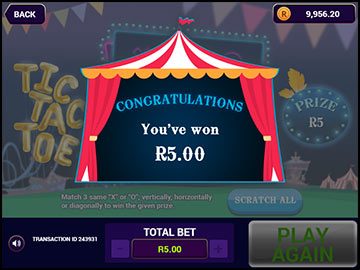 BACK
R 9,956.20
TIC
TAC
TOE
CONGRATULATIONS
You've won
R5.00
PRIZE
R5
Match 3 same "X" or "O", vertically, horizontally
or diagonally to win the given prize.
SCRATCH ALL
TRANSACTION ID 243931
TOTAL BET
- R5.00 +
PLAY
AGAIN